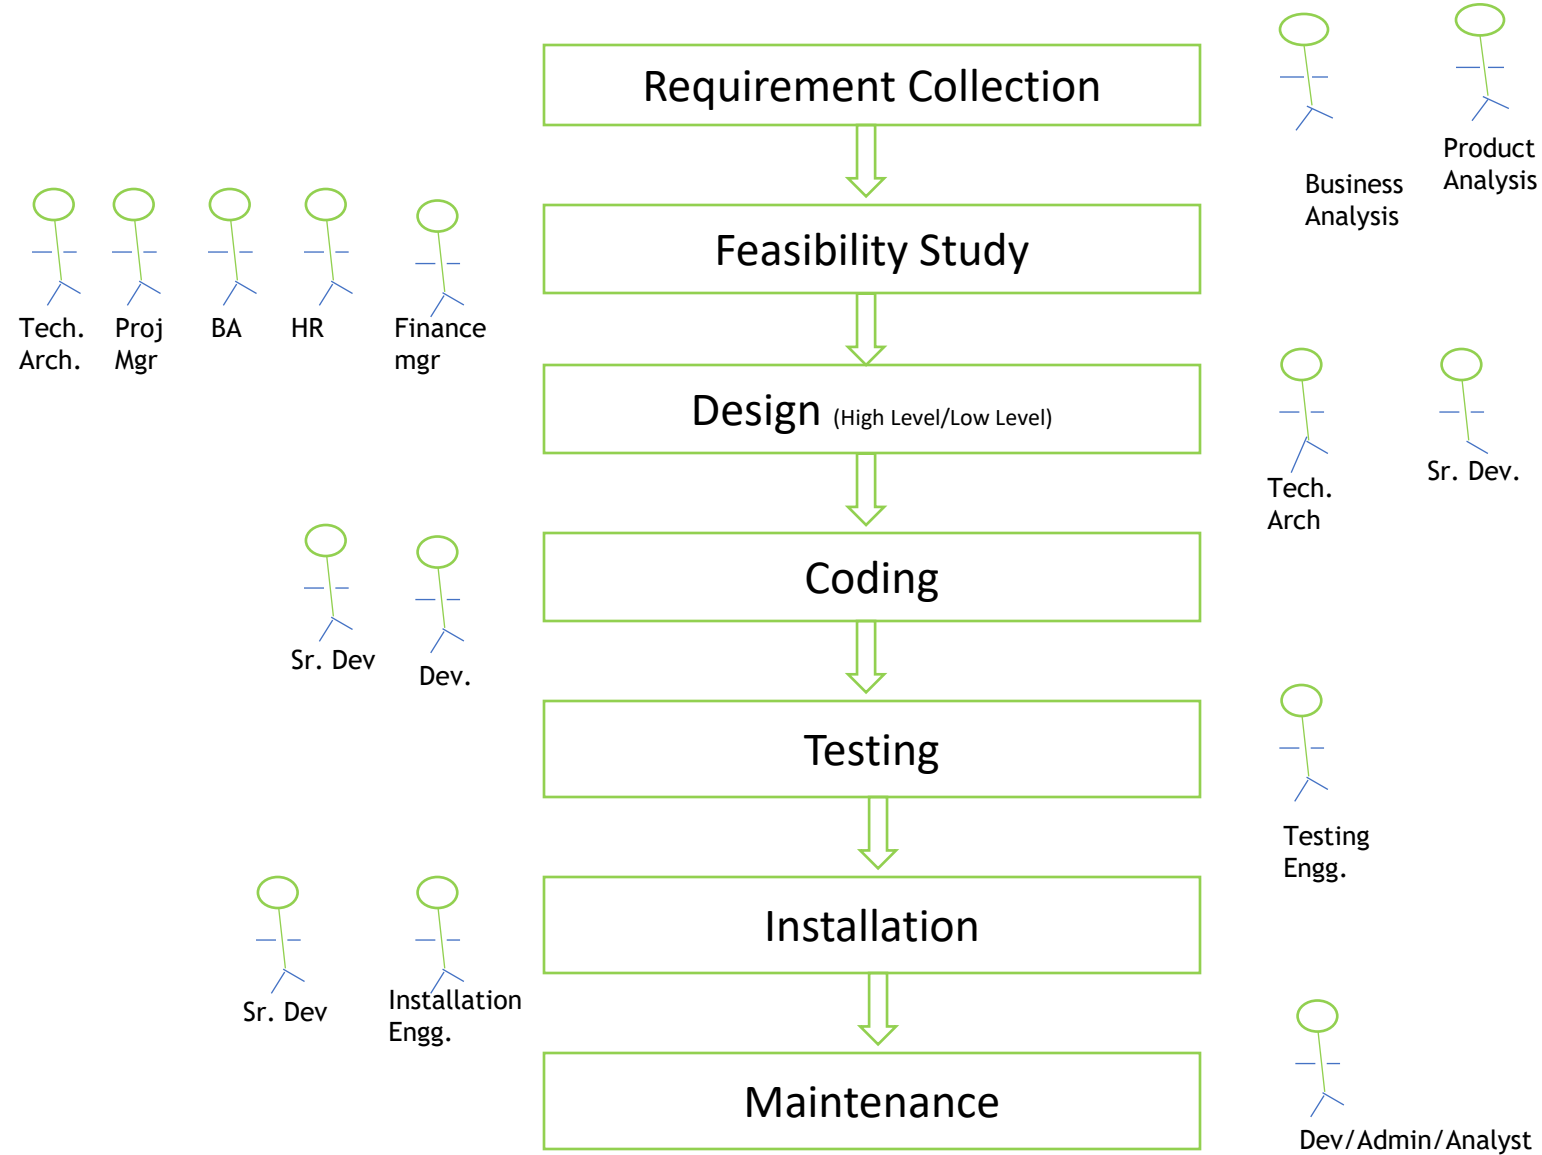 Requirement Collection
Business
Analysis
Product
Analysis
Feasibility Study
Tech.
Arch.
Proj
Mgr
BA
HR
Finance
mgr
Design (High Level/Low Level)
Tech.
Arch
Sr. Dev.
Coding
Sr. Dev
Dev.
Testing
Testing
Engg.
Installation
Sr. Dev
Installation
Engg.
Maintenance
Dev/Admin/Analyst